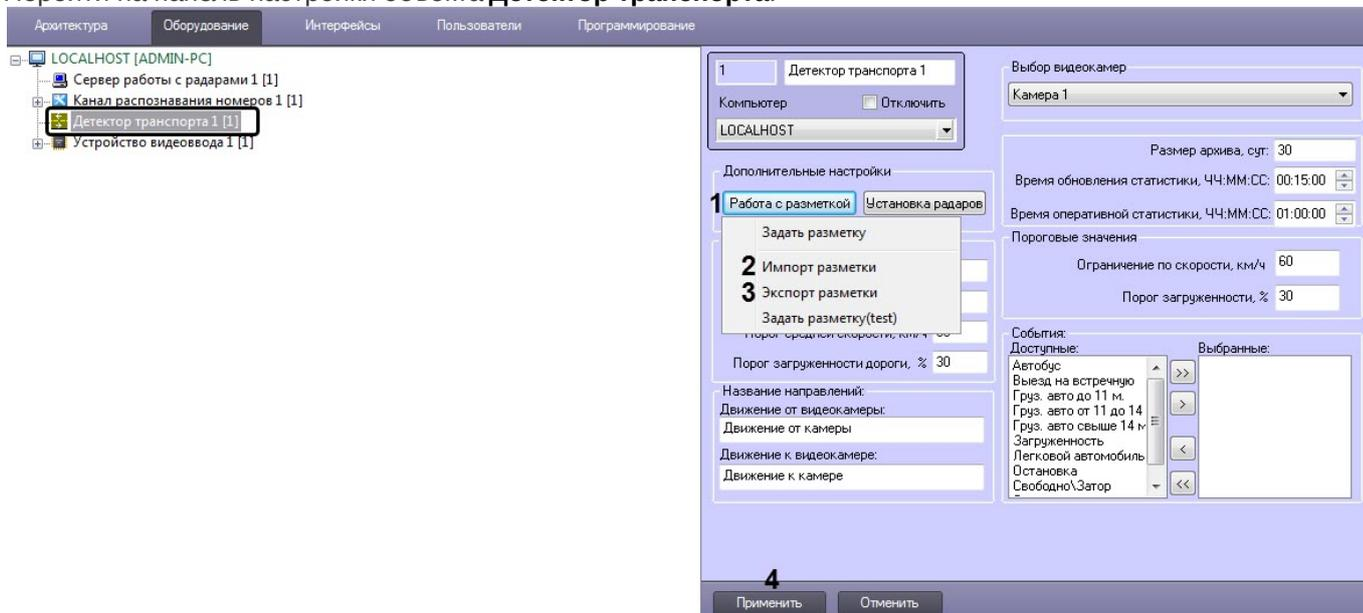 Детектор транспорта
Архитектура Оборудование Интерфейсы Пользователи Программирование
LOCALHOST [ADMIN-PC]
Сервер работы с радарами 1 [1]
Канал распознавания номеров 1 [1]
Детектор транспорта 1 [1]
Устройство видеоввода 1 [1]
1 Детектор транспорта 1
Компьютер Отключить
LOCALHOST
Дополнительные настройки
1 Работа с разметкой Установка радаров
Задать разметку
2 Импорт разметки
3 Экспорт разметки
Задать разметку(test)
Порог загруженности дороги, % 30
Название направлений:
Движение от видеокамеры:
Движение от камеры
Движение к видеокамере:
Движение к камере
Выбор видеокамер
Камера 1
Размер архива, сут: 30
Время обновления статистики, ЧЧ:ММ:СС: 00:15:00
Время оперативной статистики, ЧЧ:ММ:СС: 01:00:00
Пороговые значения
Ограничение по скорости, км/ч 60
Порог загруженности, % 30
События:
Доступные: Выбранные:
Автобус
Выезд на встречную
Груз. авто до 11 м.
Груз. авто от 11 до 14
Груз. авто свыше 14 м
Загруженность
Легковой автомобиль
Остановка
Свободно\Затор
>>
>
<
<<
4
Применить Отменить